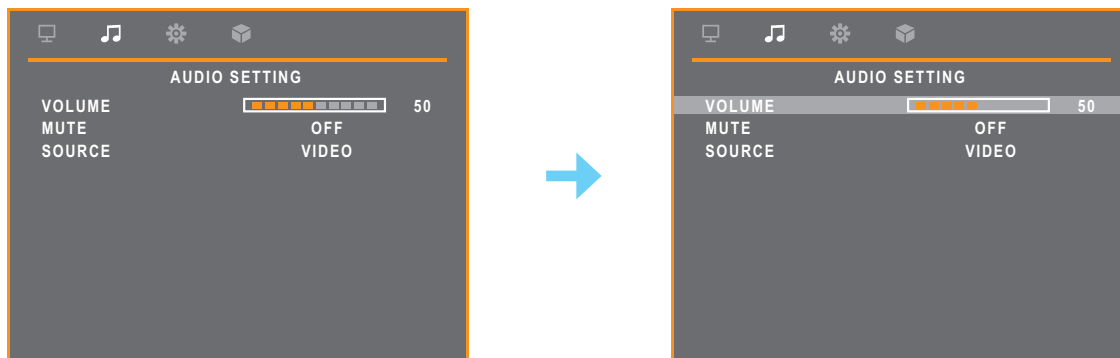 AUDIO SETTING
VOLUME 50
MUTE OFF
SOURCE VIDEO
AUDIO SETTING
VOLUME 50
MUTE OFF
SOURCE VIDEO